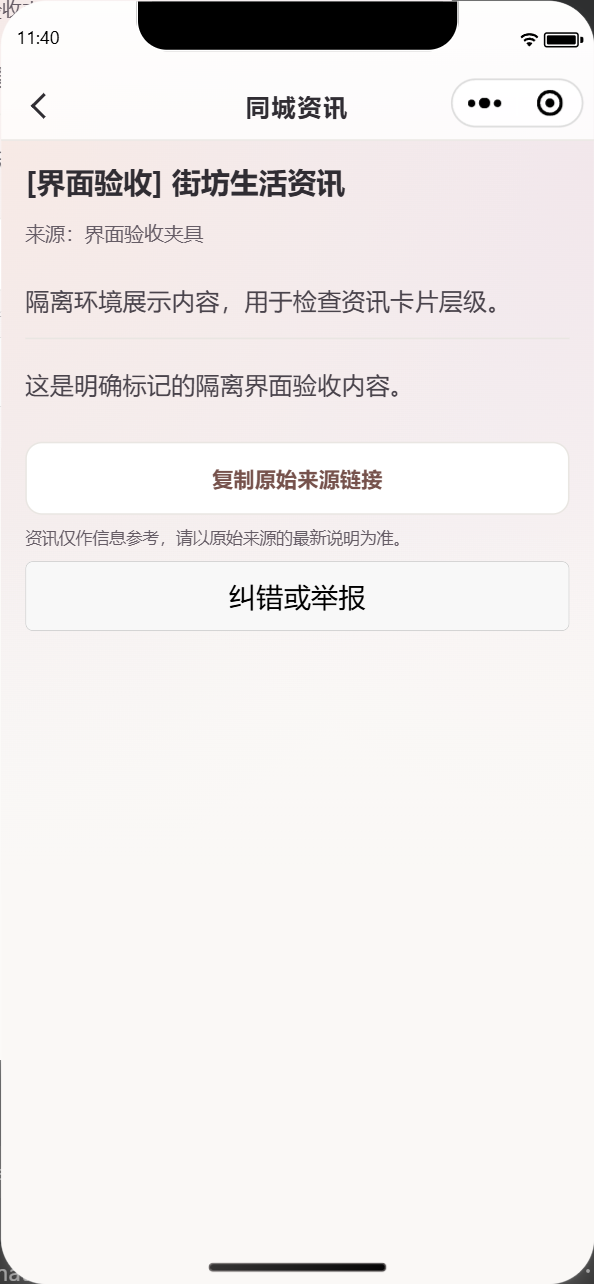 11:40
同城资讯
[界面验收] 街坊生活资讯
来源：界面验收夹具
隔离环境展示内容，用于检查资讯卡片层级。
这是明确标记的隔离界面验收内容。
复制原始来源链接
资讯仅作信息参考，请以原始来源的最新说明为准。
纠错或举报